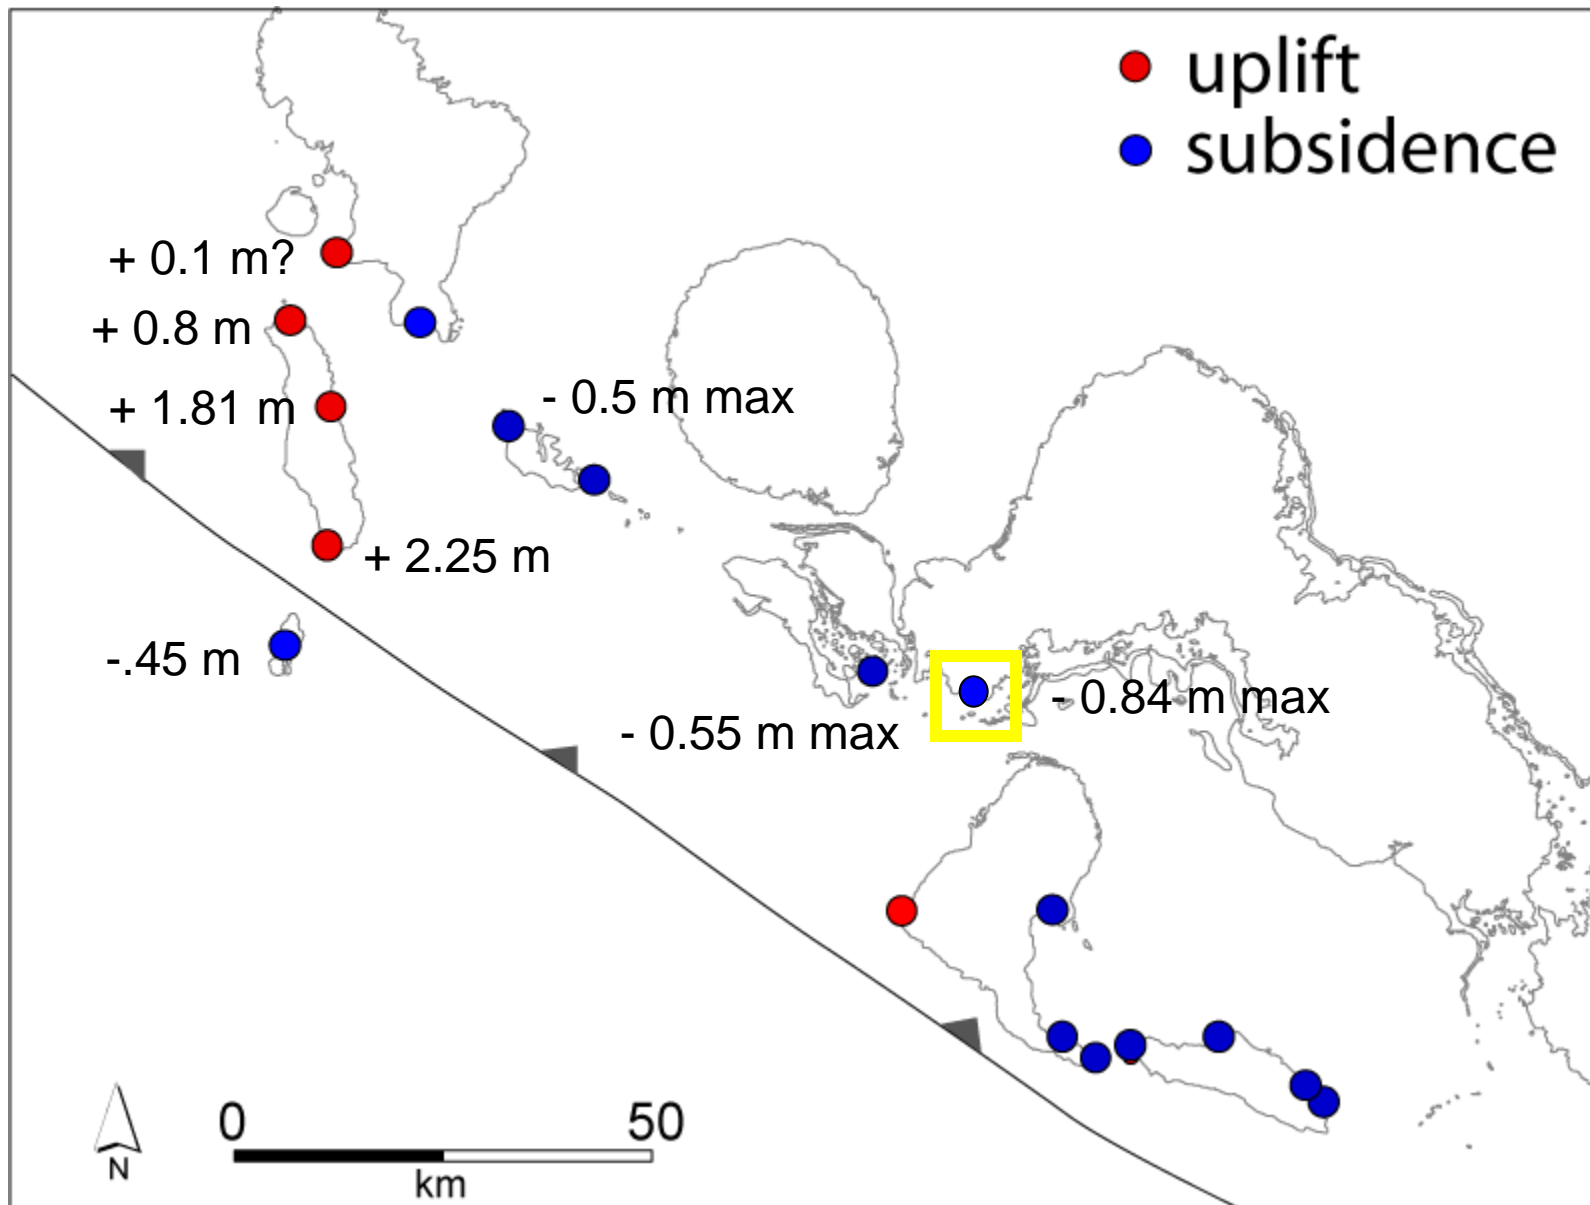 uplift
subsidence
+ 0.1 m?
+ 0.8 m
+ 1.81 m
- 0.5 m max
+ 2.25 m
-.45 m
- 0.55 m max
- 0.84 m max
0 50
km
N